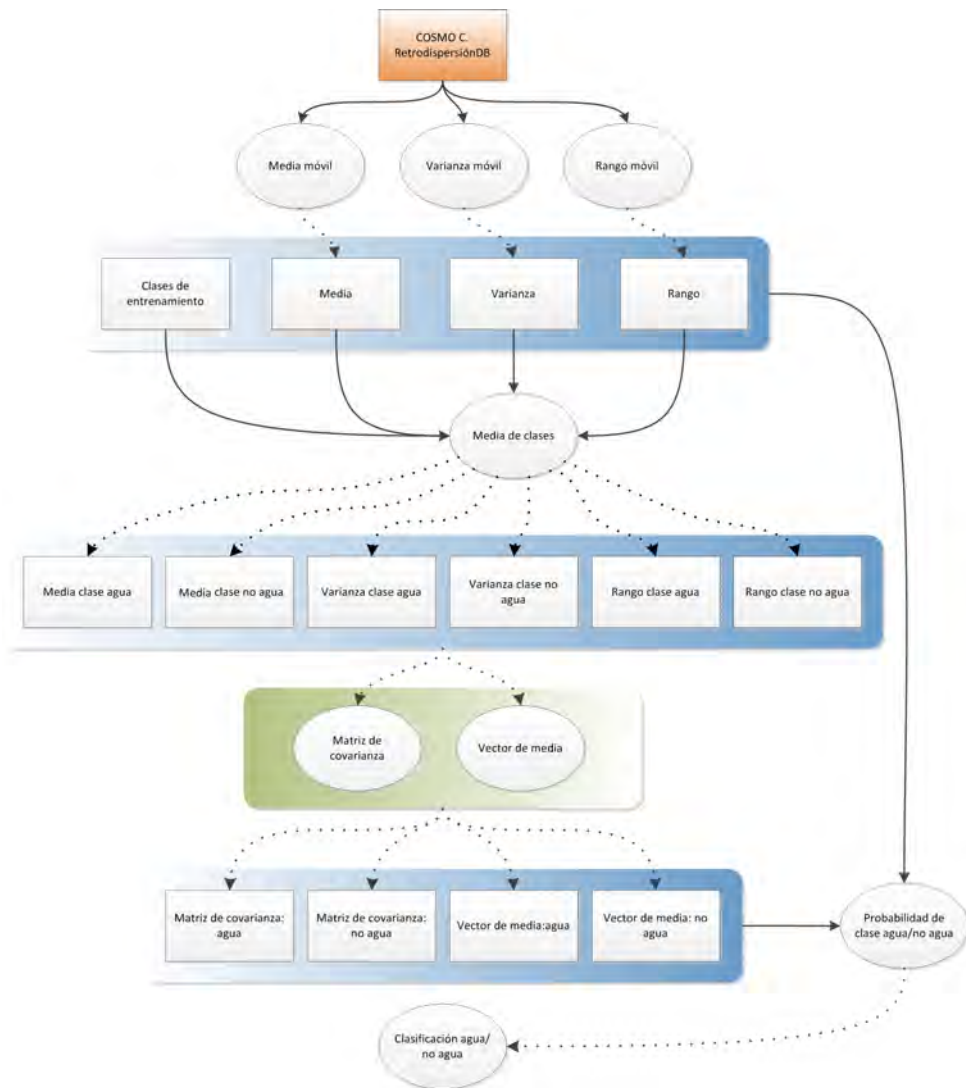 COSMO C.
RetrodispersiónDB
Media móvil
Varianza móvil
Rango móvil
Clases de
entrenamiento
Media
Varianza
Rango
Media de clases
Media clase agua
Media clase no agua
Varianza clase agua
Varianza clase no
agua
Rango clase agua
Rango clase no agua
Matriz de
covarianza
Vector de media
Matriz de covarianza:
agua
Matriz de covarianza:
no agua
Vector de media:agua
Vector de media: no
agua
Probabilidad de
clase agua/no agua
Clasificación agua/
no agua